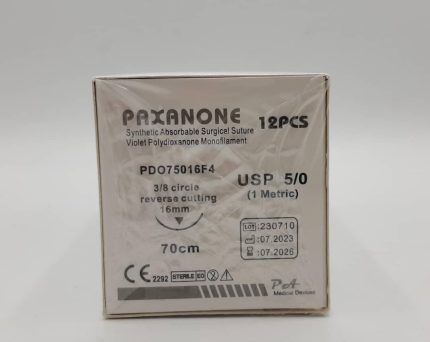 PAXANONE 12PCS
Synthetic Absorbable Surgical Suture
Violet Polydioxanone Monofilament
PDO75016F4
3/8 circle
reverse cutting
16mm
70cm
USP 5/0
(1 Metric)
LOT :230710
:07.2023
:07.2026
CE 2292 STERILE EO 2
PA
Medical Devices